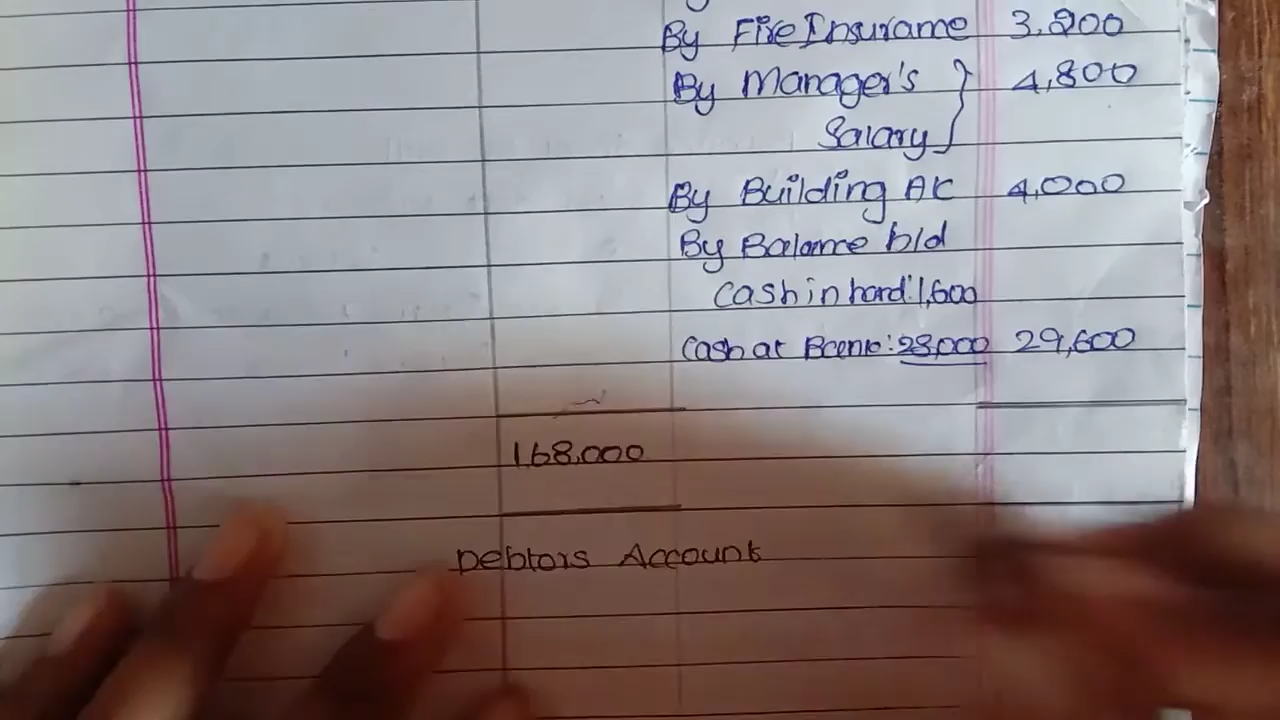 By Fire Insurance 3,200
By Manager's 4,800
Salary
By Building A/C 4,000
By Balance b/d
Cash in hand: 1,600
Cash at Bank: 28,000 29,600
1,68,000
Debtors Account